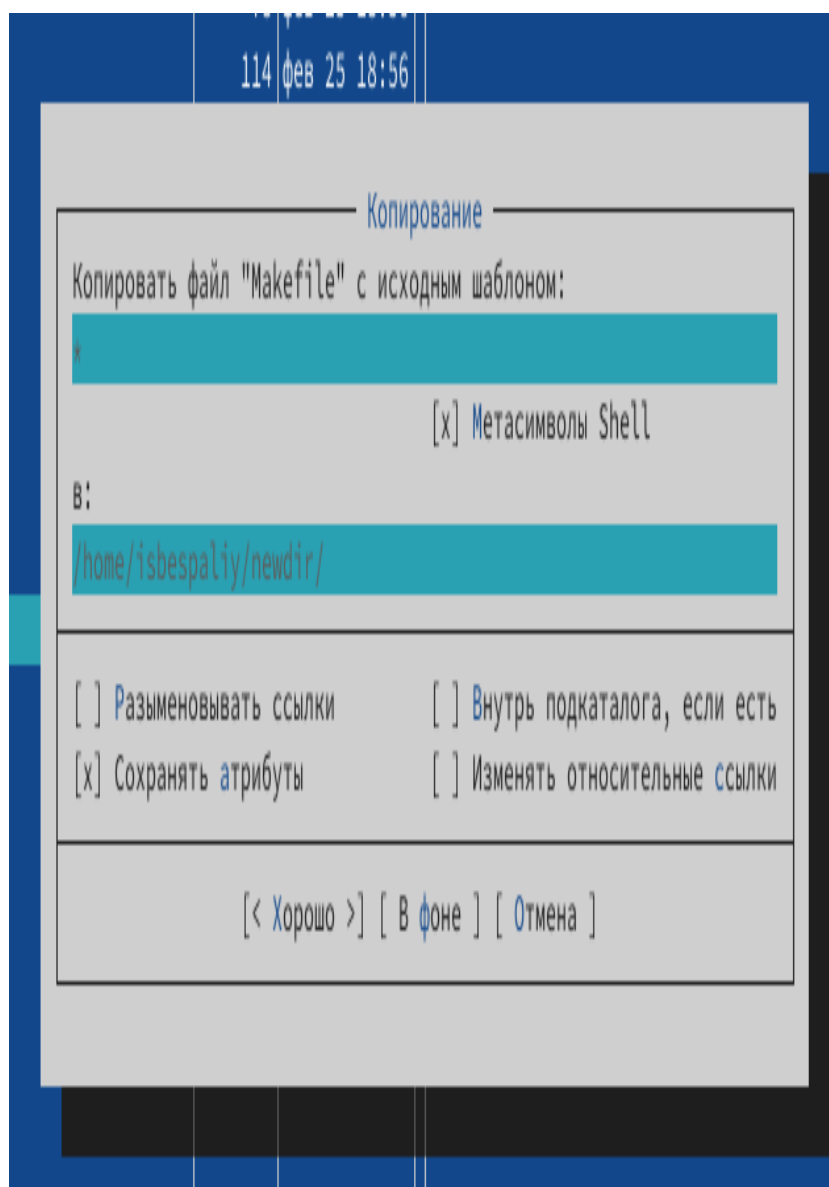 114 фев 25 18:56
Копирование
Копировать файл "Makefile" с исходным шаблоном:
*
[x] Метасимволы Shell
в:
/home/isbespaliy/newdir/
[ ] Разыменовывать ссылки [ ] Внутрь подкаталога, если есть
[x] Сохранять атрибуты [ ] Изменять относительные ссылки
[< Хорошо >] [ В фоне ] [ Отмена ]